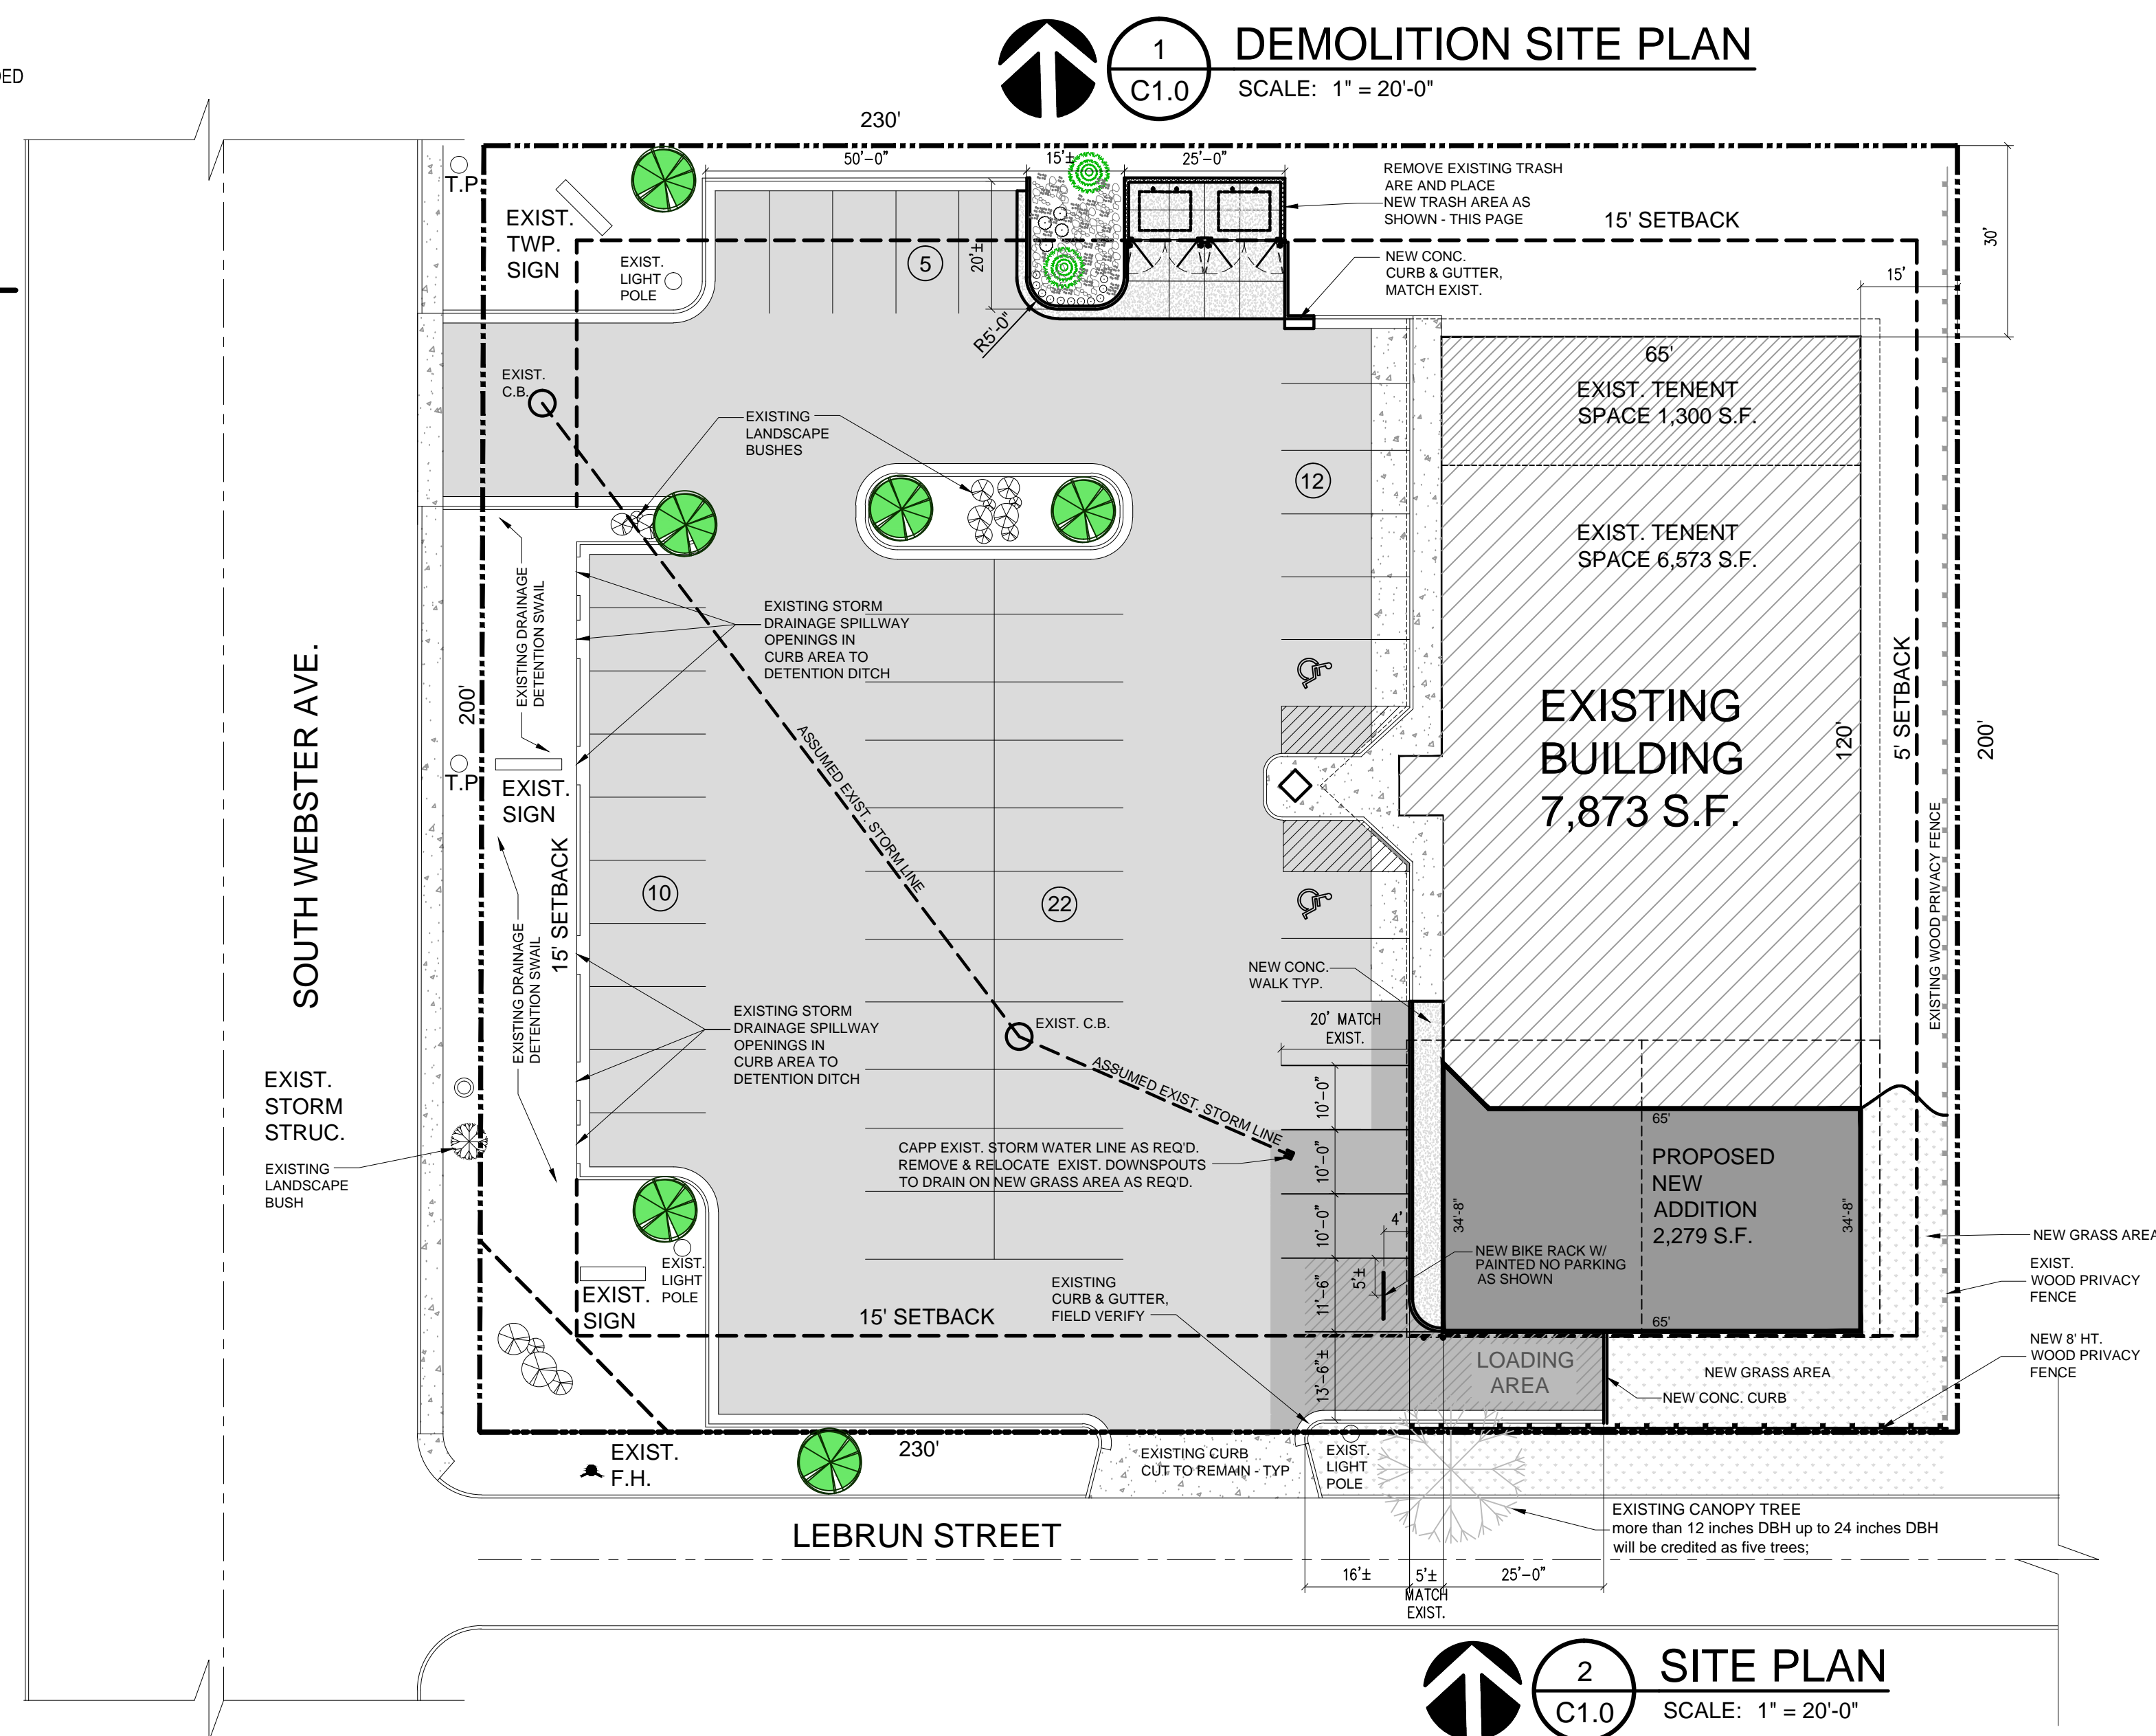 DED
1
C1.0
DEMOLITION SITE PLAN
SCALE: 1" = 20'-0"
230'
50'-0"
15'±
25'-0"
T.P
EXIST.
TWP.
SIGN
EXIST.
LIGHT
POLE
5
20'±
R5'-0"
REMOVE EXISTING TRASH
ARE AND PLACE
NEW TRASH AREA AS
SHOWN - THIS PAGE
15' SETBACK
NEW CONC.
CURB & GUTTER,
MATCH EXIST.
30'
15'
65'
EXIST. TENENT
SPACE 1,300 S.F.
EXIST.
C.B.
EXISTING
LANDSCAPE
BUSHES
12
EXIST. TENENT
SPACE 6,573 S.F.
EXISTING DRAINAGE
DETENTION SWAIL
EXISTING STORM
DRAINAGE SPILLWAY
OPENINGS IN
CURB AREA TO
DETENTION DITCH
SOUTH WEBSTER AVE.
200'
T.P
EXIST.
SIGN
ASSUMED EXIST. STORM LINE
EXISTING
BUILDING
7,873 S.F.
120'
5' SETBACK
200'
EXISTING WOOD PRIVACY FENCE
15' SETBACK
10
22
EXISTING DRAINAGE
DETENTION SWAIL
NEW CONC.
WALK TYP.
EXISTING STORM
DRAINAGE SPILLWAY
OPENINGS IN
CURB AREA TO
DETENTION DITCH
EXIST. C.B.
20' MATCH
EXIST.
ASSUMED EXIST. STORM LINE
EXIST.
STORM
STRUC.
EXISTING
LANDSCAPE
BUSH
CAPP EXIST. STORM WATER LINE AS REQ'D.
REMOVE & RELOCATE EXIST. DOWNSPOUTS
TO DRAIN ON NEW GRASS AREA AS REQ'D.
10'-0"
10'-0"
10'-0"
11'-6"
13'-6"±
4'
5'±
65'
PROPOSED
NEW
ADDITION
2,279 S.F.
34'-8"
34'-8"
65'
NEW BIKE RACK W/
PAINTED NO PARKING
AS SHOWN
NEW GRASS AREA
EXIST.
WOOD PRIVACY
FENCE
NEW 8' HT.
WOOD PRIVACY
FENCE
EXIST.
LIGHT
POLE
EXIST.
SIGN
15' SETBACK
EXISTING
CURB & GUTTER,
FIELD VERIFY
LOADING
AREA
NEW GRASS AREA
NEW CONC. CURB
EXIST.
F.H.
230'
EXISTING CURB
CUT TO REMAIN - TYP
EXIST.
LIGHT
POLE
LEBRUN STREET
EXISTING CANOPY TREE
more than 12 inches DBH up to 24 inches DBH
will be credited as five trees;
16'±
5'±
MATCH
EXIST.
25'-0"
2
C1.0
SITE PLAN
SCALE: 1" = 20'-0"